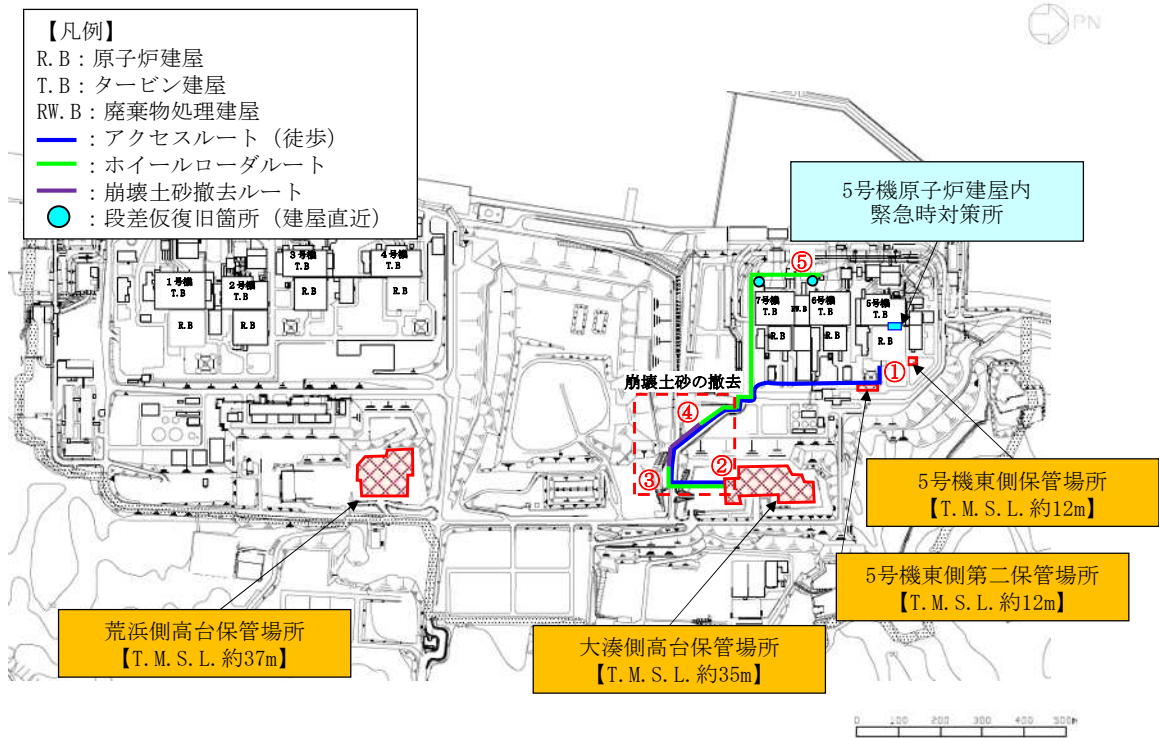 【凡例】
R.B：原子炉建屋
T.B：タービン建屋
RW.B：廃棄物処理建屋
：アクセスルート（徒歩）
：ホイールローダルート
：崩壊土砂撤去ルート
：段差仮復旧箇所（建屋直近）
PN
5号機原子炉建屋内
緊急時対策所
1号機
T.B
R.B
2号機
T.B
R.B
3号機
T.B
R.B
4号機
T.B
R.B
⑤
7号機
T.B
R.B
RW.B
6号機
T.B
R.B
5号機
T.B
R.B
①
崩壊土砂の撤去
④
③
②
5号機東側保管場所
【T.M.S.L.約12m】
5号機東側第二保管場所
【T.M.S.L.約12m】
荒浜側高台保管場所
【T.M.S.L.約37m】
大湊側高台保管場所
【T.M.S.L.約35m】
0 100 200 300 400 500m